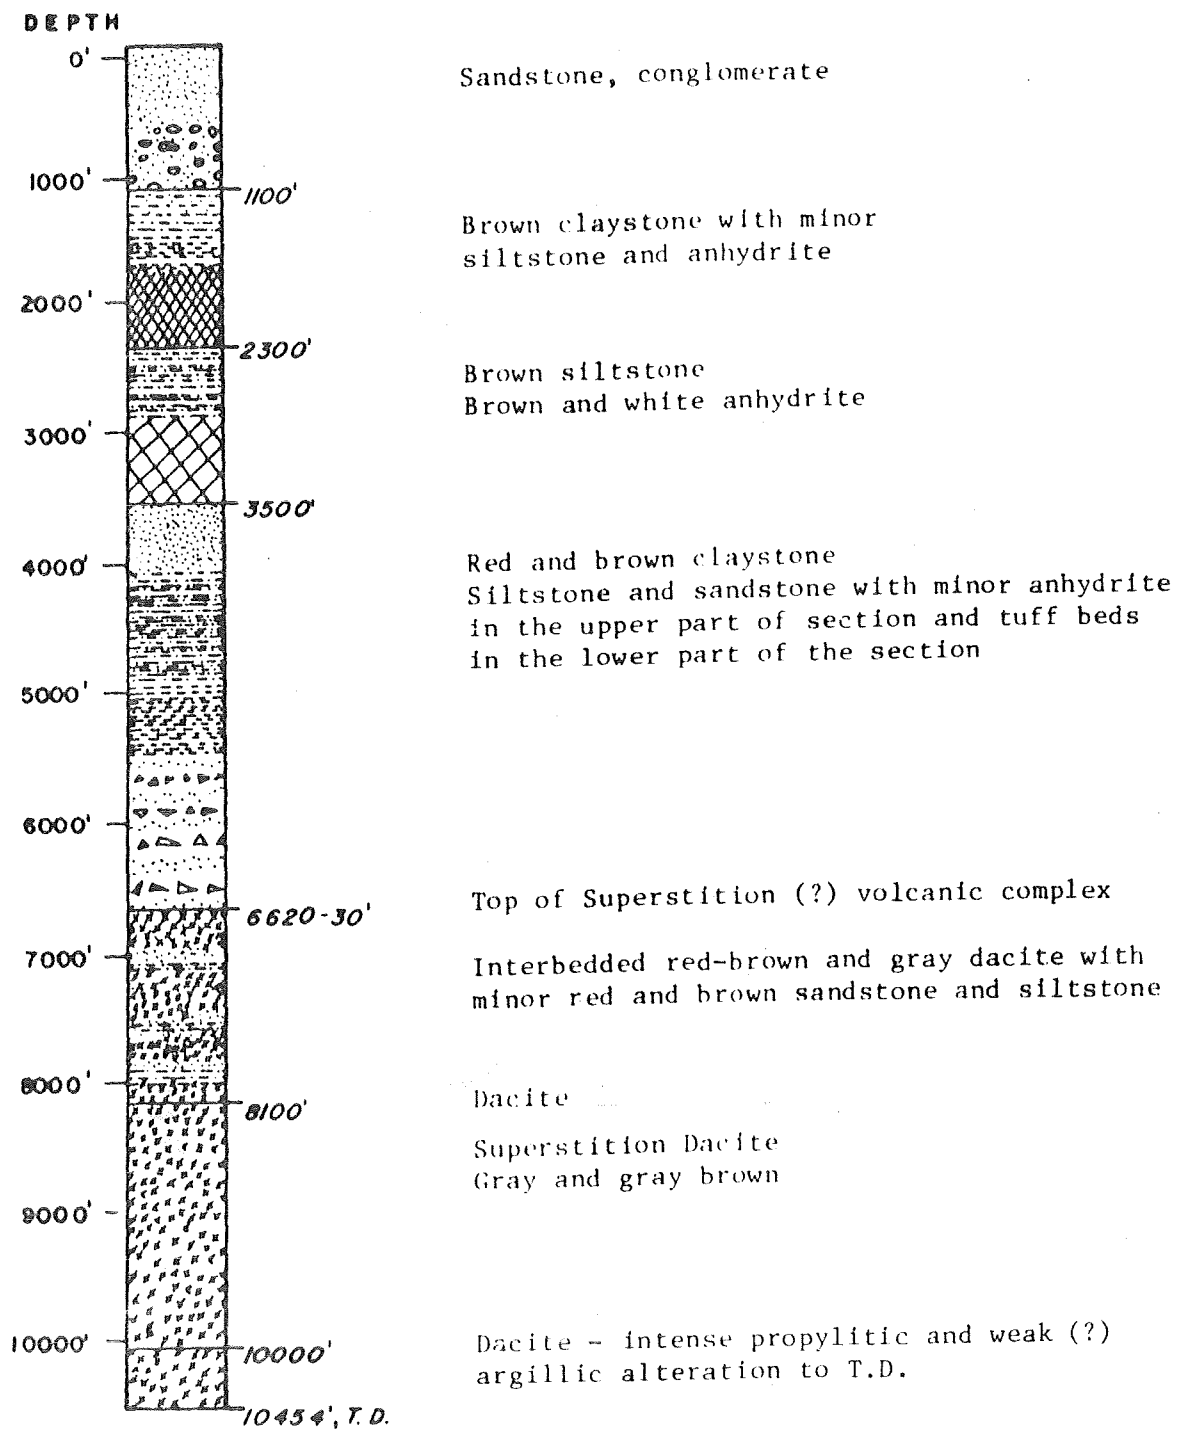 DEPTH
0'
Sandstone, conglomerate
1000'
1100'
Brown claystone with minor
siltstone and anhydrite
2000'
2300'
Brown siltstone
Brown and white anhydrite
3000'
3500'
4000'
Red and brown claystone
Siltstone and sandstone with minor anhydrite
in the upper part of section and tuff beds
in the lower part of the section
5000'
6000'
Top of Superstition (?) volcanic complex
6620-30'
7000'
Interbedded red-brown and gray dacite with
minor red and brown sandstone and siltstone
8000'
Dacite
8100'
Superstition Dacite
Gray and gray brown
9000'
10000'
10000'
Dacite - intense propylitic and weak (?)
argillic alteration to T.D.
10454', T.D.